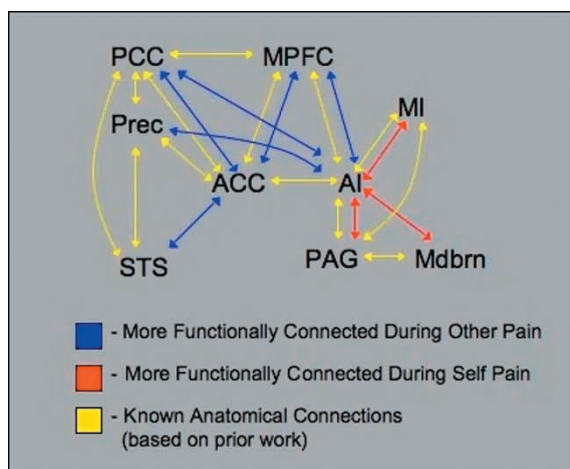 PCC MPFC
MI
Prec
ACC AI
STS PAG Mdbrn
- More Functionally Connected During Other Pain
- More Functionally Connected During Self Pain
- Known Anatomical Connections
(based on prior work)